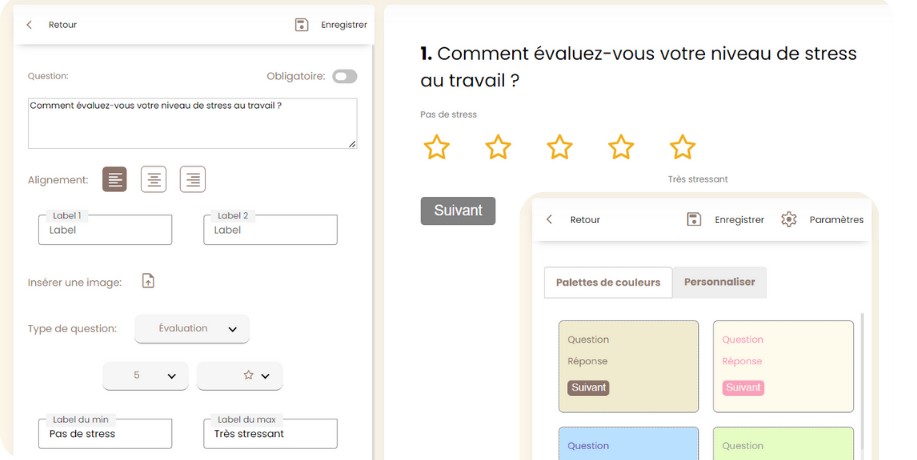 Retour
Enregistrer
Question:
Obligatoire:
Comment évaluez-vous votre niveau de stress au travail ?
Alignement:
Label 1
Label 2
Label
Label
Insérer une image:
Type de question:
Évaluation
5
Label du min
Label du max
Pas de stress
Très stressant
1. Comment évaluez-vous votre niveau de stress
au travail ?
Pas de stress
Très stressant
Suivant
Retour
Enregistrer
Paramètres
Palettes de couleurs
Personnaliser
Question
Réponse
Suivant
Question
Réponse
Suivant
Question
Question